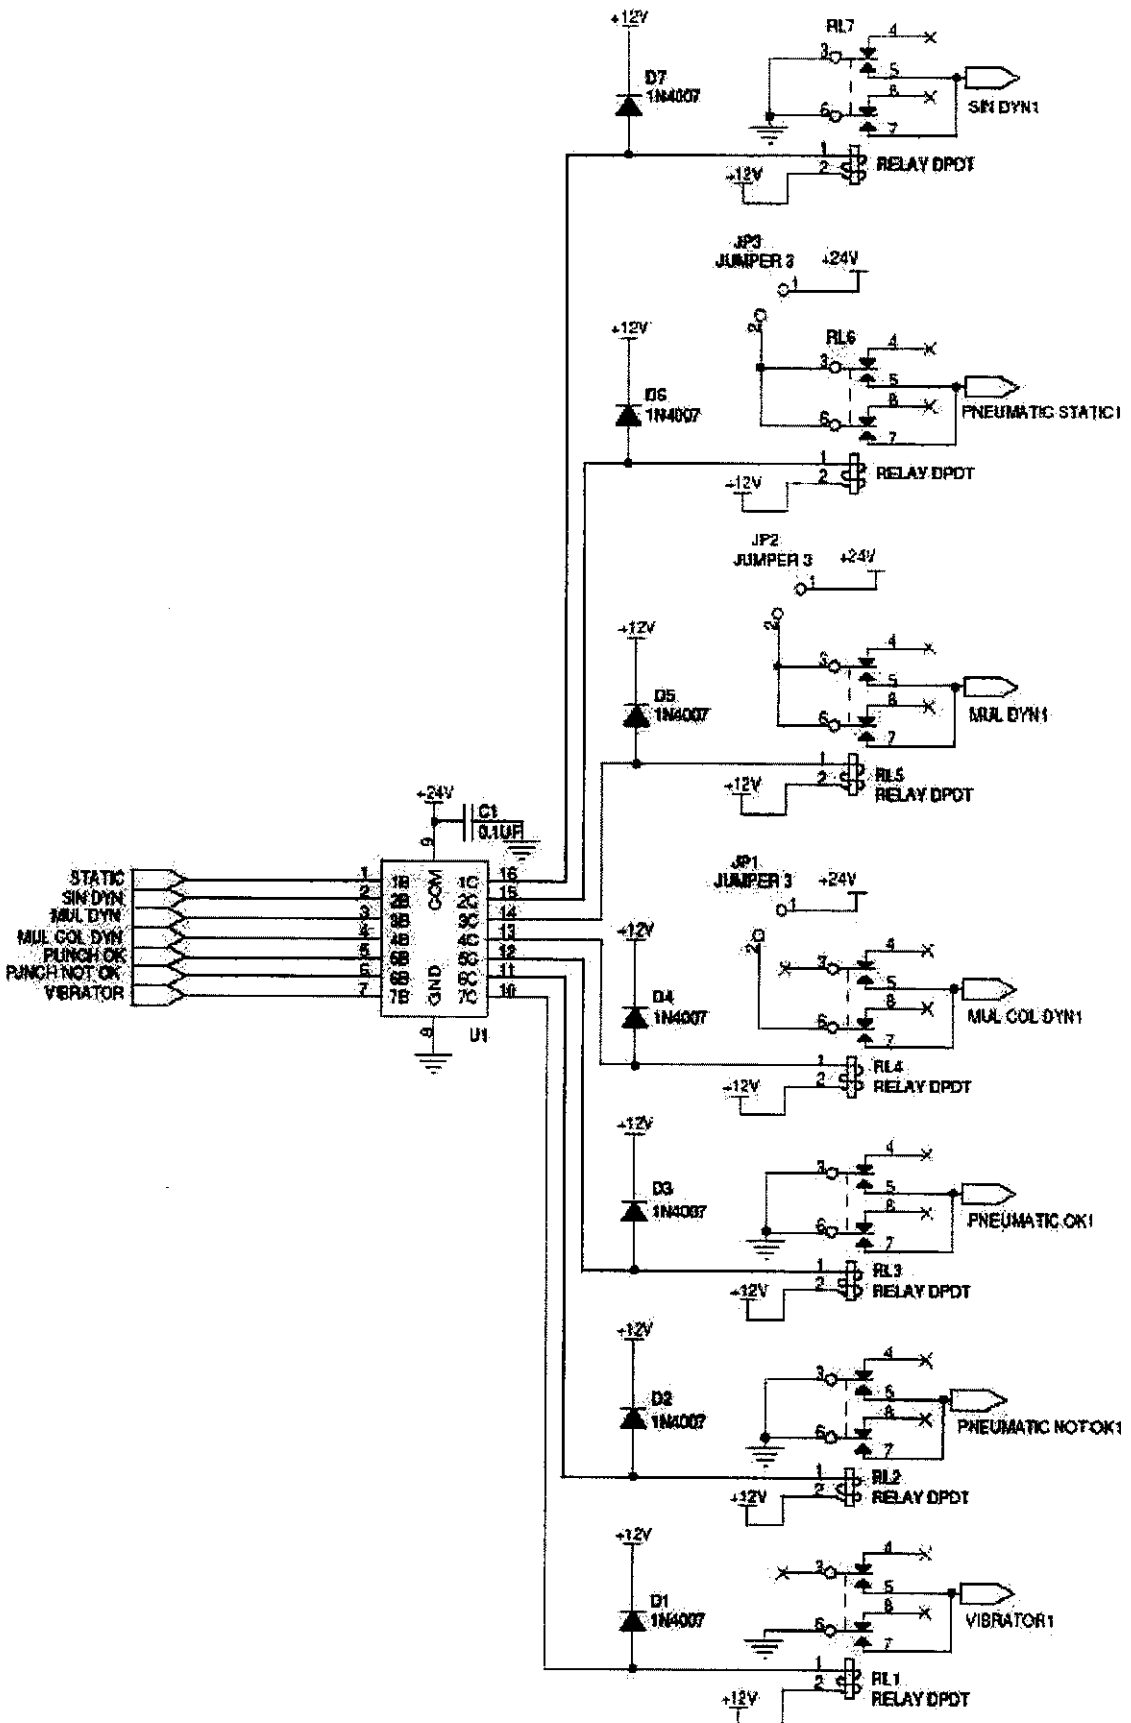 +12V
RL7
4
3
D7
1N4007
5
8
SIN DYN1
6
7
1
RELAY DPDT
+12V
2
JP3
JUMPER 3
+24V
1
2
+12V
RL6
4
3
D6
1N4007
5
8
PNEUMATIC STATIC1
6
7
1
RELAY DPDT
+12V
2
JP2
JUMPER 3
+24V
1
2
+12V
4
3
D5
1N4007
5
8
MUL DYN1
6
7
1
RL5
+12V
2
RELAY DPDT
+24V
C1
0.1UF
9
JP1
JUMPER 3
+24V
1
2
STATIC
1
1B
COM
1C
16
SIN DYN
2
2B
2C
15
MUL DYN
3
3B
3C
14
MUL COL DYN
4
4B
4C
13
PUNCH OK
5
5B
5C
12
PUNCH NOT OK
6B
GND
6C
11
VIBRATOR
7
7B
7C
10
8
U1
+12V
4
3
D4
1N4007
5
8
MUL COL DYN1
6
7
1
RL4
+12V
2
RELAY DPDT
+12V
4
3
D3
1N4007
5
8
PNEUMATIC OK1
6
7
1
RL3
+12V
2
RELAY DPDT
+12V
4
3
D2
1N4007
5
8
PNEUMATIC NOT OK1
6
7
1
RL2
+12V
2
RELAY DPDT
+12V
4
3
D1
1N4007
5
8
VIBRATOR1
6
7
1
RL1
+12V
2
RELAY DPDT